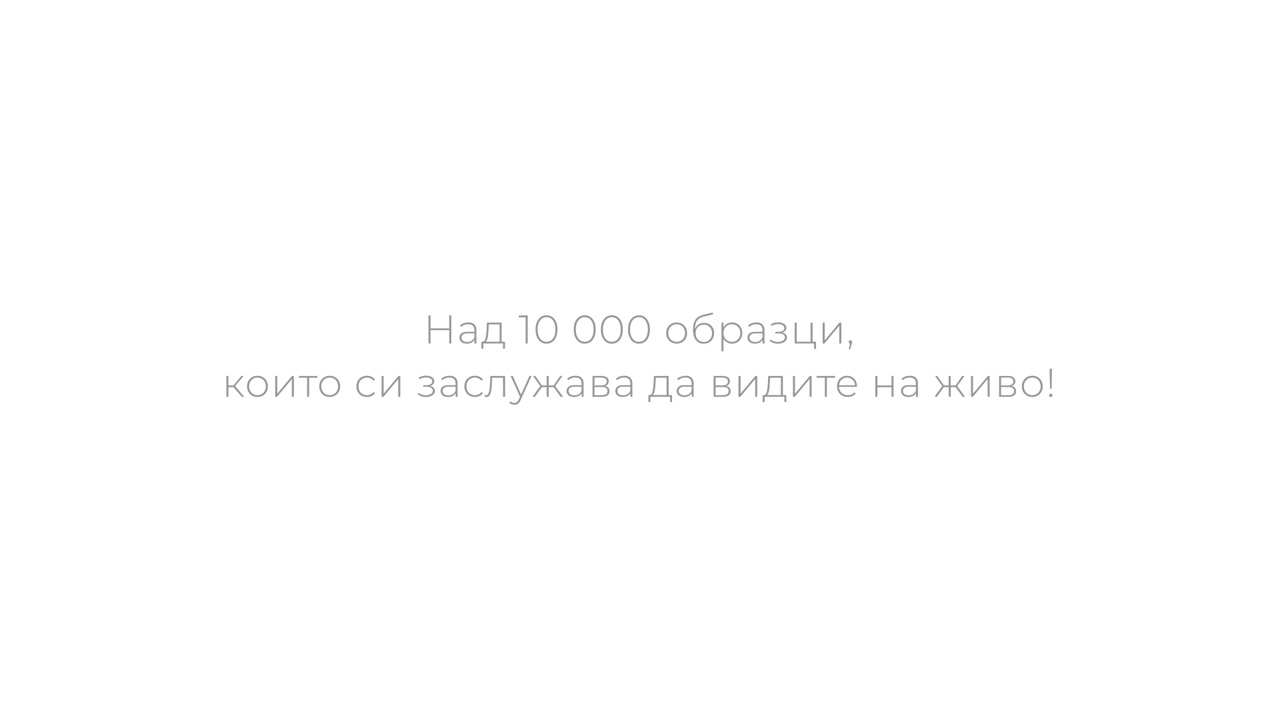 Над 10 000 образци,
които си заслужава да видите на живо!